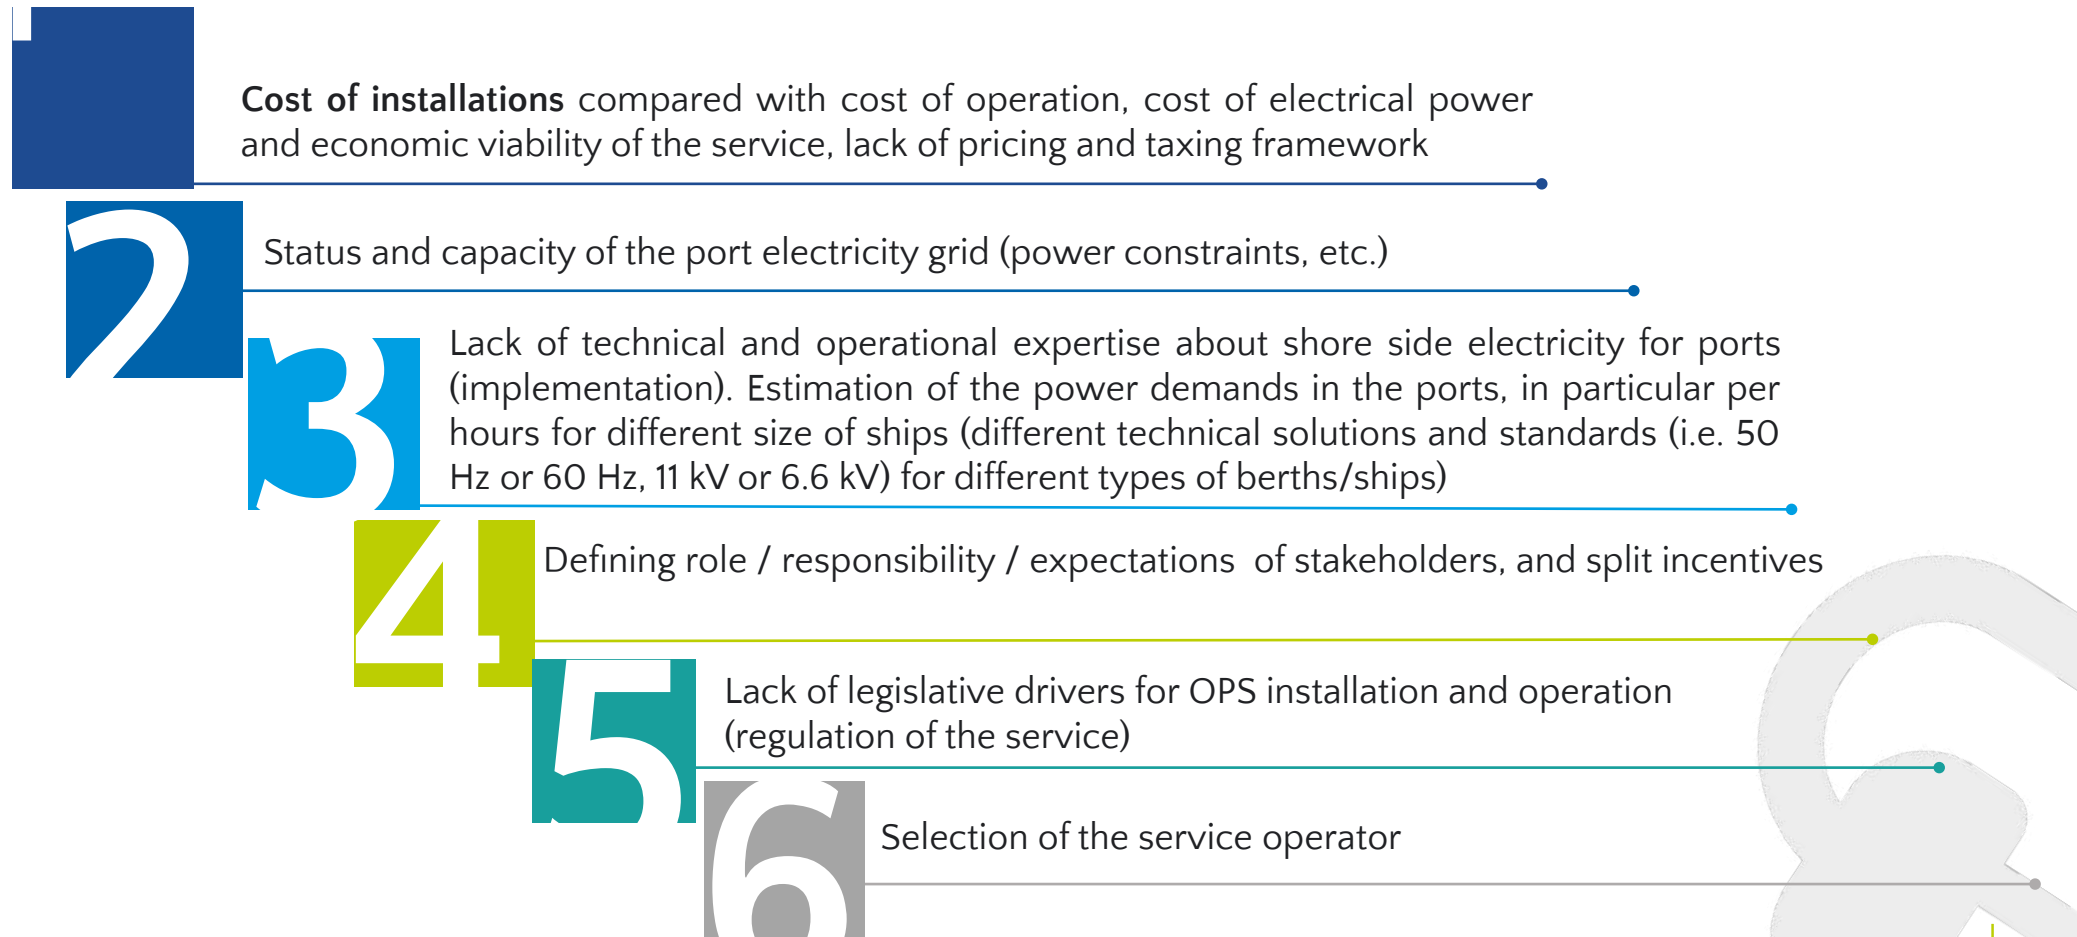 Cost of installations compared with cost of operation, cost of electrical power
and economic viability of the service, lack of pricing and taxing framework
2
Status and capacity of the port electricity grid (power constraints, etc.)
3
Lack of technical and operational expertise about shore side electricity for ports
(implementation). Estimation of the power demands in the ports, in particular per
hours for different size of ships (different technical solutions and standards (i.e. 50
Hz or 60 Hz, 11 kV or 6.6 kV) for different types of berths/ships)
4
Defining role / responsibility / expectations of stakeholders, and split incentives
5
Lack of legislative drivers for OPS installation and operation
(regulation of the service)
6
Selection of the service operator